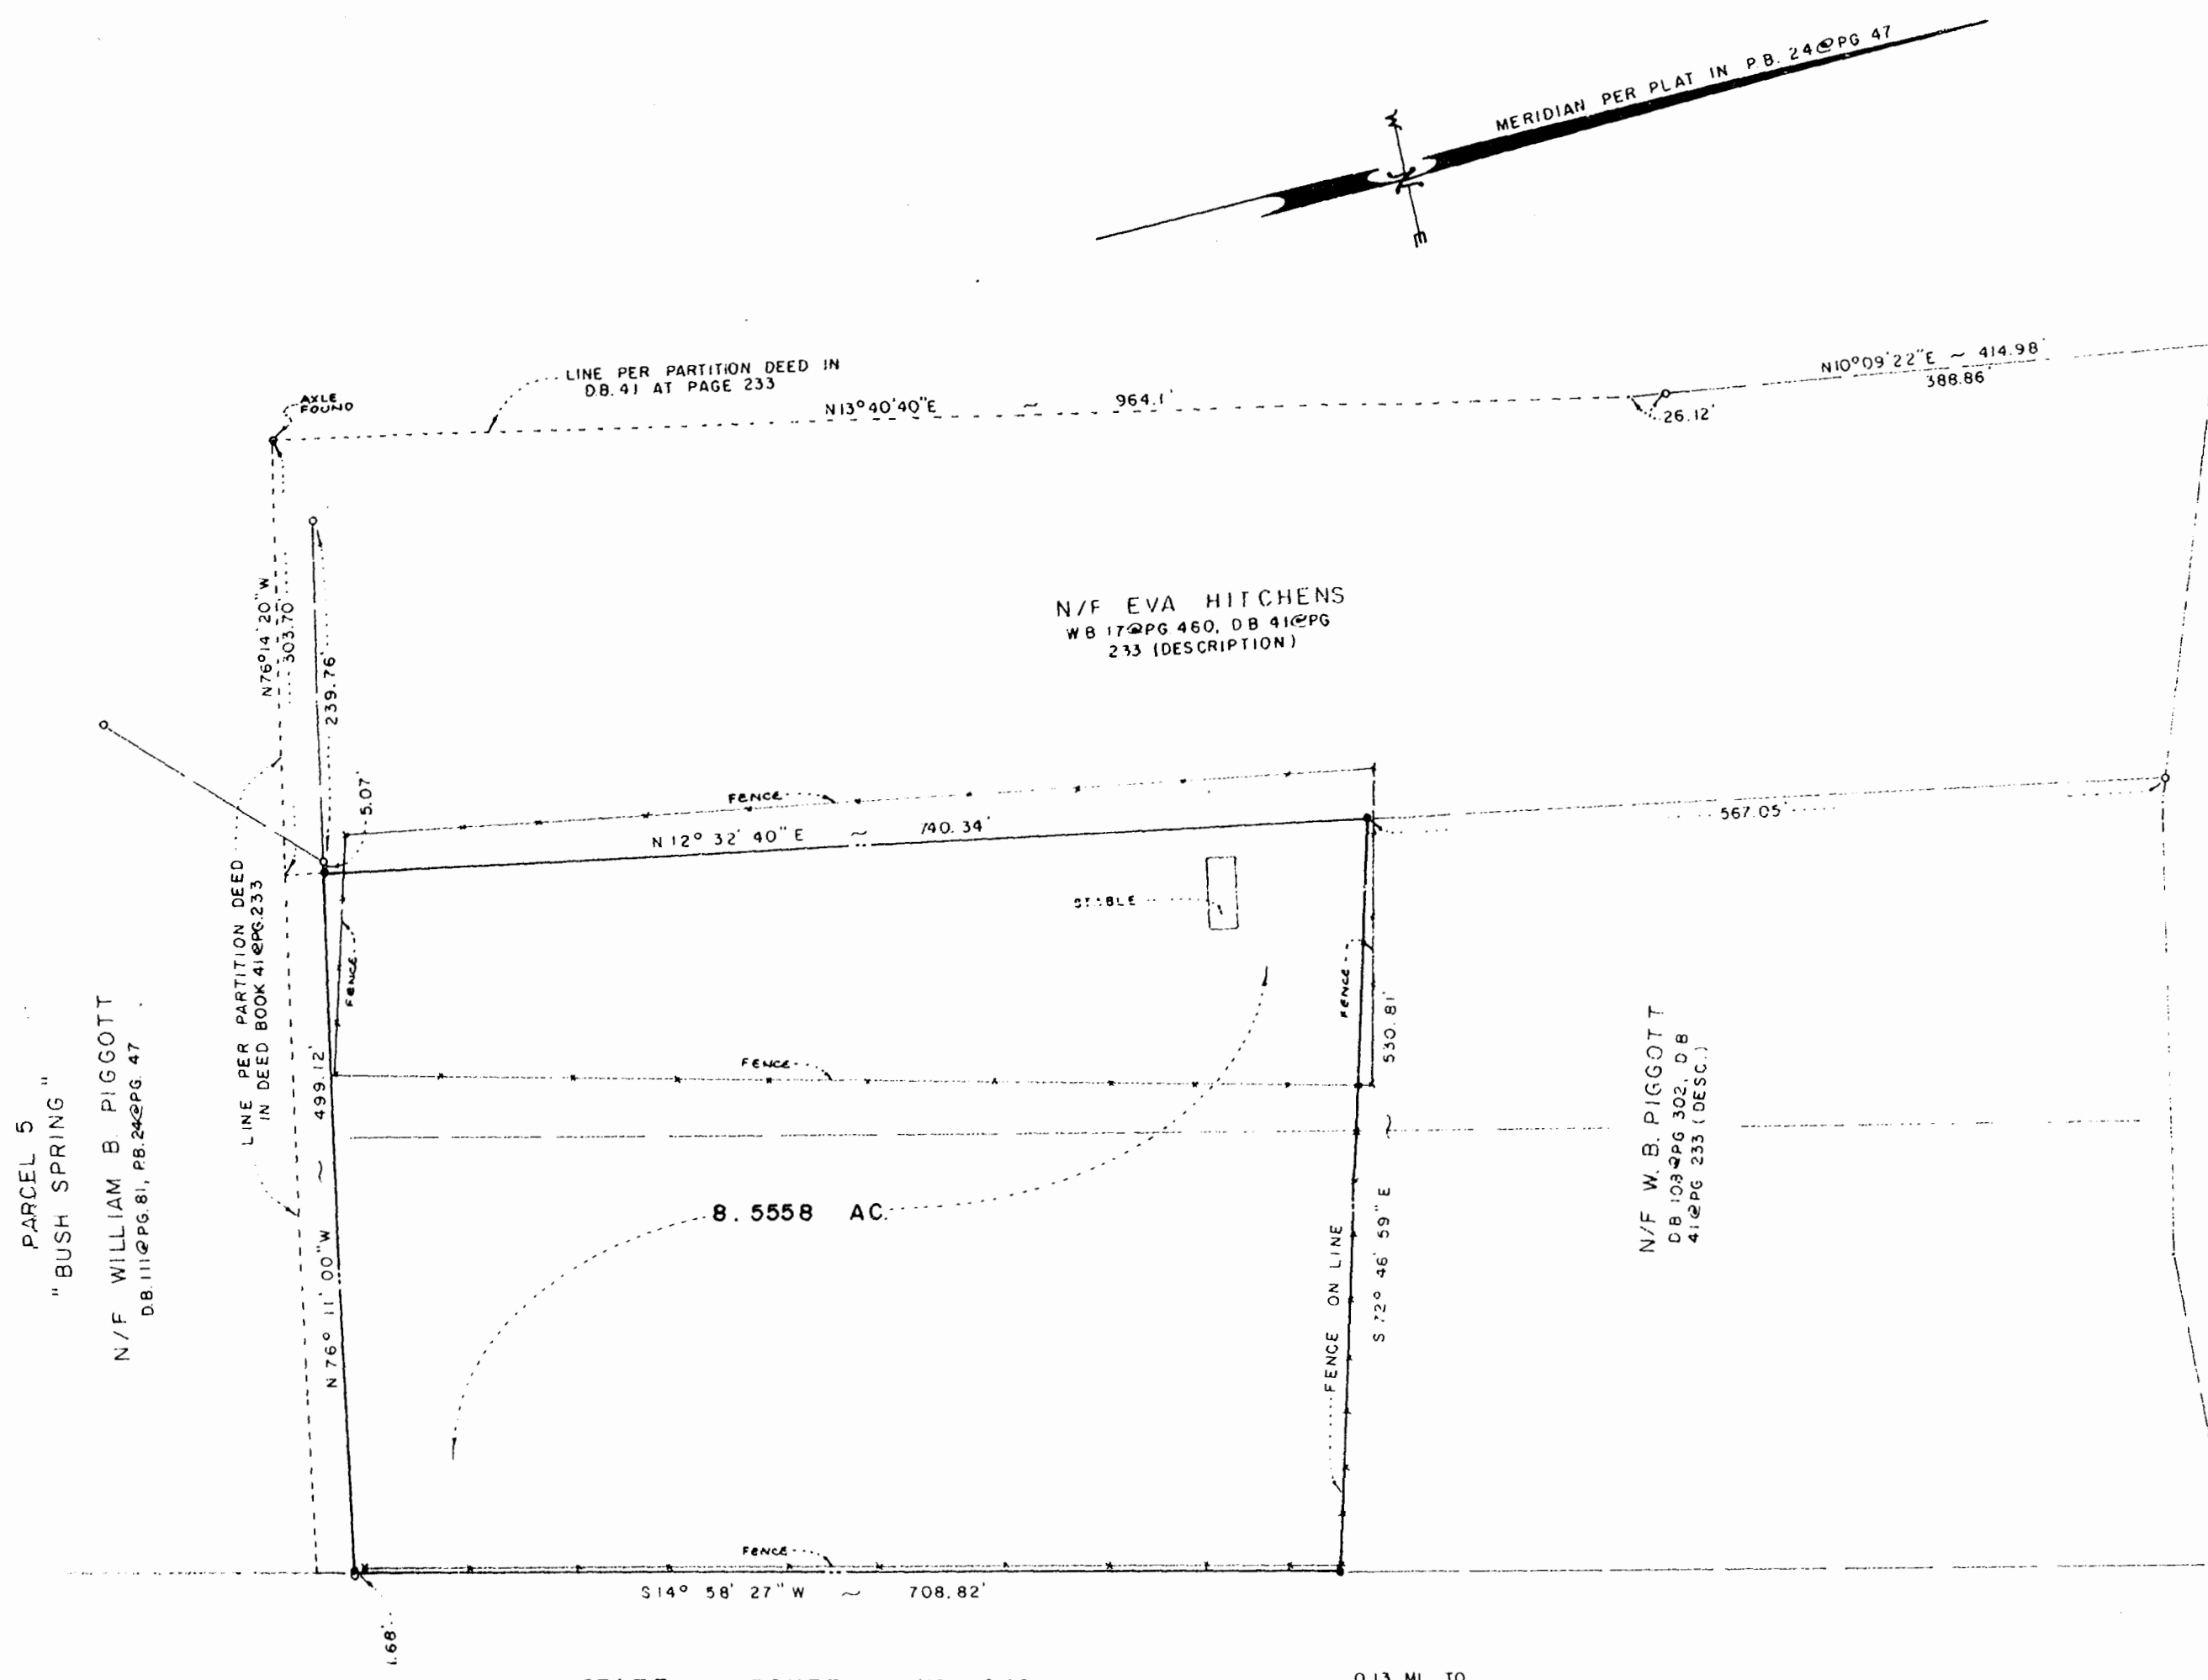 MERIDIAN PER PLAT IN P.B. 24@PG 47
W
E
LINE PER PARTITION DEED IN
D.B. 41 AT PAGE 233
AXLE
FOUND
N13°40'40"E ~ 964.1'
N10°09'22"E ~ 414.98'
388.86'
26.12'
N76°14'20"W
303.70'
239.76'
N/F EVA HITCHENS
WB 17@PG 460, DB 41@PG
233 (DESCRIPTION)
5.07'
FENCE
N 12° 32' 40" E ~ 740.34'
567.05'
STABLE
FENCE
FENCE
530.81'
~
S 72° 46' 59" E
FENCE
LINE PER PARTITION DEED
IN DEED BOOK 41@PG.233
499.12'
~
N 76° 11' 00" W
PARCEL 5
"BUSH SPRING"
N/F WILLIAM B. PIGGOTT
D.B.111@PG.81, P.B.24@PG. 47
8.5558 AC.
FENCE ON LINE
N/F W. B. PIGGOTT
DB 103@PG 302, DB
41@PG 233 (DESC.)
FENCE
S14° 58' 27" W ~ 708.82'
1.68'
0.13 MI. TO